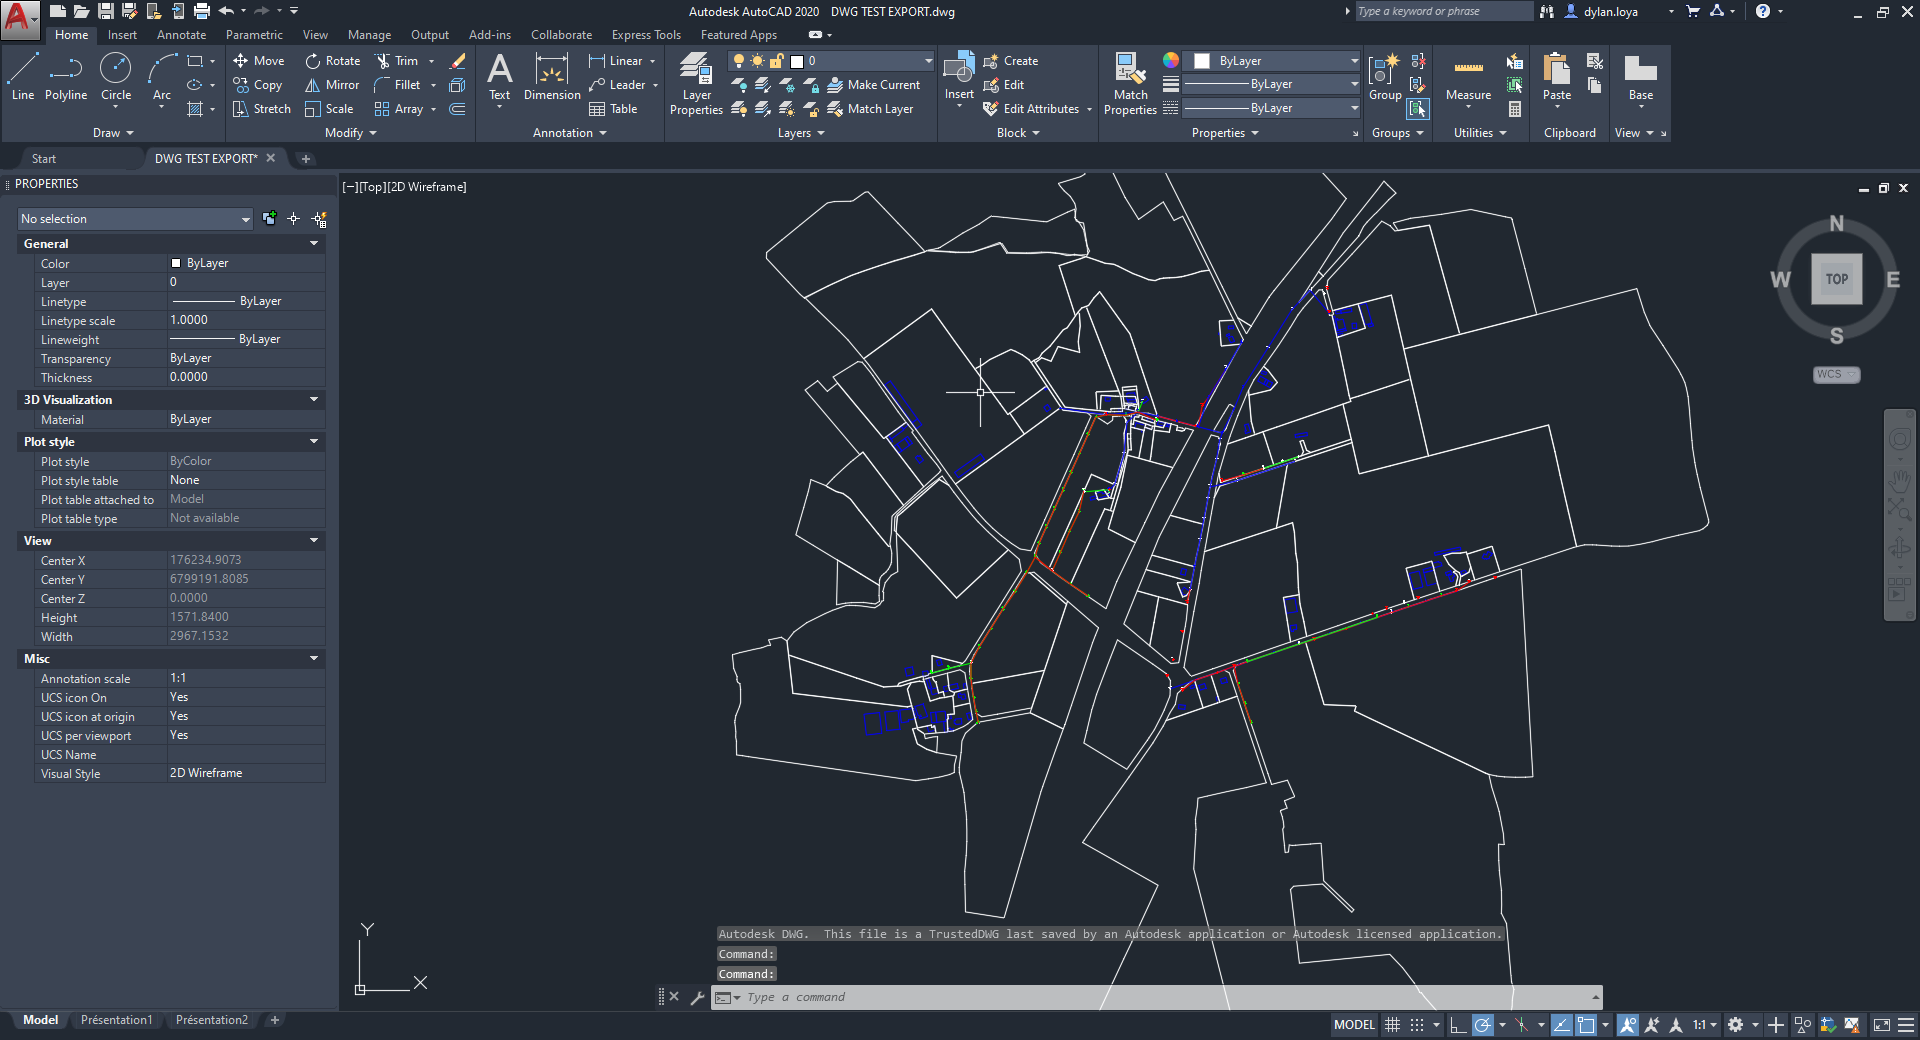 Autodesk AutoCAD 2020 DWG TEST EXPORT.dwg
Type a keyword or phrase
dylan.loya
Home Insert Annotate Parametric View Manage Output Add-ins Collaborate Express Tools Featured Apps
Line Polyline Circle Arc
Move Rotate Trim
Copy Mirror Fillet
Stretch Scale Array
Text Dimension
Linear
Leader
Table
Layer Properties
0
Make Current
Match Layer
Insert
Create
Edit
Edit Attributes
Match Properties
ByLayer
ByLayer
ByLayer
Group
Measure
Paste
Base
Draw Modify Annotation Layers Block Properties Groups Utilities Clipboard View
Start DWG TEST EXPORT*
PROPERTIES
No selection
General
Color ByLayer
Layer 0
Linetype ByLayer
Linetype scale 1.0000
Lineweight ByLayer
Transparency ByLayer
Thickness 0.0000
3D Visualization
Material ByLayer
Plot style
Plot style ByColor
Plot style table None
Plot table attached to Model
Plot table type Not available
View
Center X 176234.9073
Center Y 6799191.8085
Center Z 0.0000
Height 1571.8400
Width 2967.1532
Misc
Annotation scale 1:1
UCS icon On Yes
UCS icon at origin Yes
UCS per viewport Yes
UCS Name
Visual Style 2D Wireframe
[−][Top][2D Wireframe]
N
W TOP E
S
WCS
Y
X
Autodesk DWG.  This file is a TrustedDWG last saved by an Autodesk application or Autodesk licensed application.
Command:
Command:
Type a command
Model Présentation1 Présentation2
MODEL 1:1